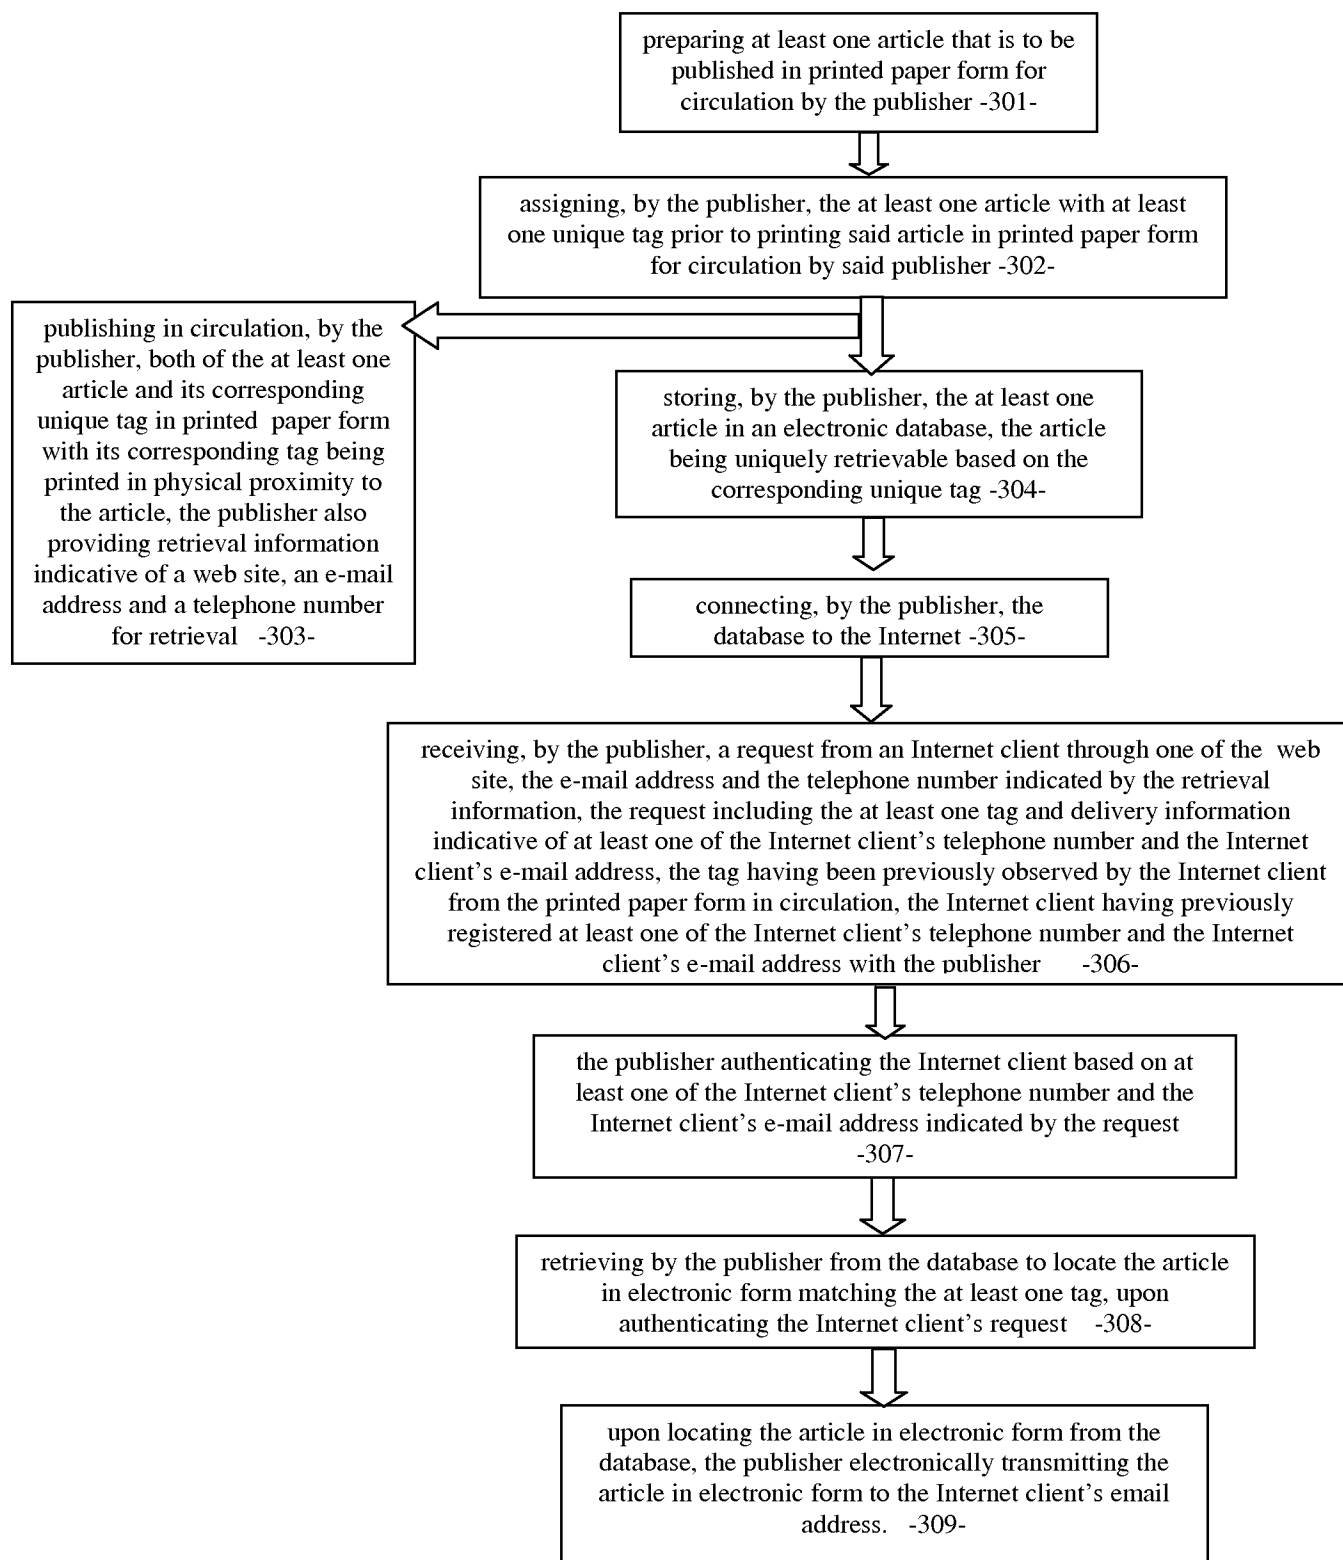 preparing at least one article that is to be
published in printed paper form for
circulation by the publisher -301-
assigning, by the publisher, the at least one article with at least
one unique tag prior to printing said article in printed paper form
for circulation by said publisher -302-
publishing in circulation, by the
publisher, both of the at least one
article and its corresponding
unique tag in printed paper form
with its corresponding tag being
printed in physical proximity to
the article, the publisher also
providing retrieval information
indicative of a web site, an e-mail
address and a telephone number
for retrieval -303-
storing, by the publisher, the at least one
article in an electronic database, the article
being uniquely retrievable based on the
corresponding unique tag -304-
connecting, by the publisher, the
database to the Internet -305-
receiving, by the publisher, a request from an Internet client through one of the web
site, the e-mail address and the telephone number indicated by the retrieval
information, the request including the at least one tag and delivery information
indicative of at least one of the Internet client’s telephone number and the Internet
client’s e-mail address, the tag having been previously observed by the Internet client
from the printed paper form in circulation, the Internet client having previously
registered at least one of the Internet client’s telephone number and the Internet
client’s e-mail address with the publisher -306-
the publisher authenticating the Internet client based on at
least one of the Internet client’s telephone number and the
Internet client’s e-mail address indicated by the request
-307-
retrieving by the publisher from the database to locate the article
in electronic form matching the at least one tag, upon
authenticating the Internet client’s request -308-
upon locating the article in electronic form from the
database, the publisher electronically transmitting the
article in electronic form to the Internet client’s email
address. -309-